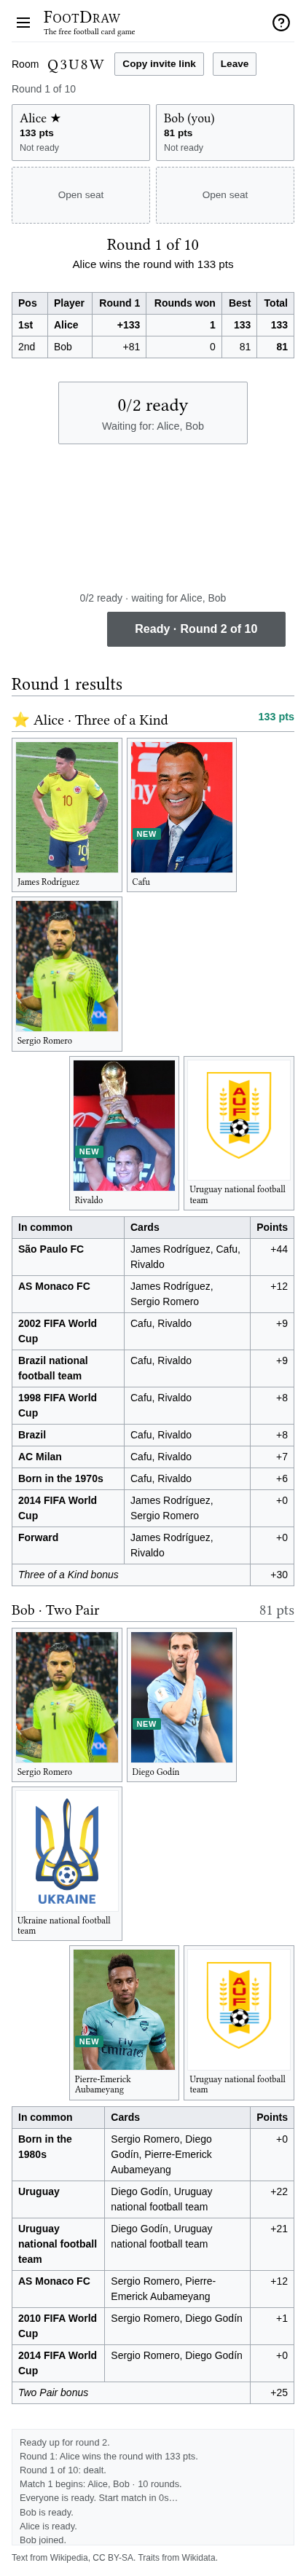 FootDraw
The free football card game
Room Q3U8W Copy invite link Leave
Round 1 of 10
Alice ★
133 pts
Not ready
Bob (you)
81 pts
Not ready
Open seat
Open seat
Round 1 of 10
Alice wins the round with 133 pts
Pos Player Round 1 Rounds won Best Total
1st Alice +133 1 133 133
2nd Bob +81 0 81 81
0/2 ready
Waiting for: Alice, Bob
0/2 ready · waiting for Alice, Bob
Ready · Round 2 of 10
Round 1 results
⭐ Alice · Three of a Kind 133 pts
10
10
James Rodríguez
NEW
Cafu
1
Sergio Romero
NEW
Rivaldo
AUF
Uruguay national football
team
In common Cards Points
São Paulo FC James Rodríguez, Cafu,
Rivaldo +44
AS Monaco FC James Rodríguez,
Sergio Romero +12
2002 FIFA World
Cup Cafu, Rivaldo +9
Brazil national
football team Cafu, Rivaldo +9
1998 FIFA World
Cup Cafu, Rivaldo +8
Brazil Cafu, Rivaldo +8
AC Milan Cafu, Rivaldo +7
Born in the 1970s Cafu, Rivaldo +6
2014 FIFA World
Cup James Rodríguez,
Sergio Romero +0
Forward James Rodríguez,
Rivaldo +0
Three of a Kind bonus +30
Bob · Two Pair 81 pts
1
Sergio Romero
3
NEW
Diego Godín
UKRAINE
Ukraine national football
team
Emirates
NEW
Pierre-Emerick
Aubameyang
AUF
Uruguay national football
team
In common Cards Points
Born in the
1980s Sergio Romero, Diego
Godín, Pierre-Emerick
Aubameyang +0
Uruguay Diego Godín, Uruguay
national football team +22
Uruguay
national football
team Diego Godín, Uruguay
national football team +21
AS Monaco FC Sergio Romero, Pierre-
Emerick Aubameyang +12
2010 FIFA World
Cup Sergio Romero, Diego Godín +1
2014 FIFA World
Cup Sergio Romero, Diego Godín +0
Two Pair bonus +25
Ready up for round 2.
Round 1: Alice wins the round with 133 pts.
Round 1 of 10: dealt.
Match 1 begins: Alice, Bob · 10 rounds.
Everyone is ready. Start match in 0s…
Bob is ready.
Alice is ready.
Bob joined.
Text from Wikipedia, CC BY-SA. Traits from Wikidata.